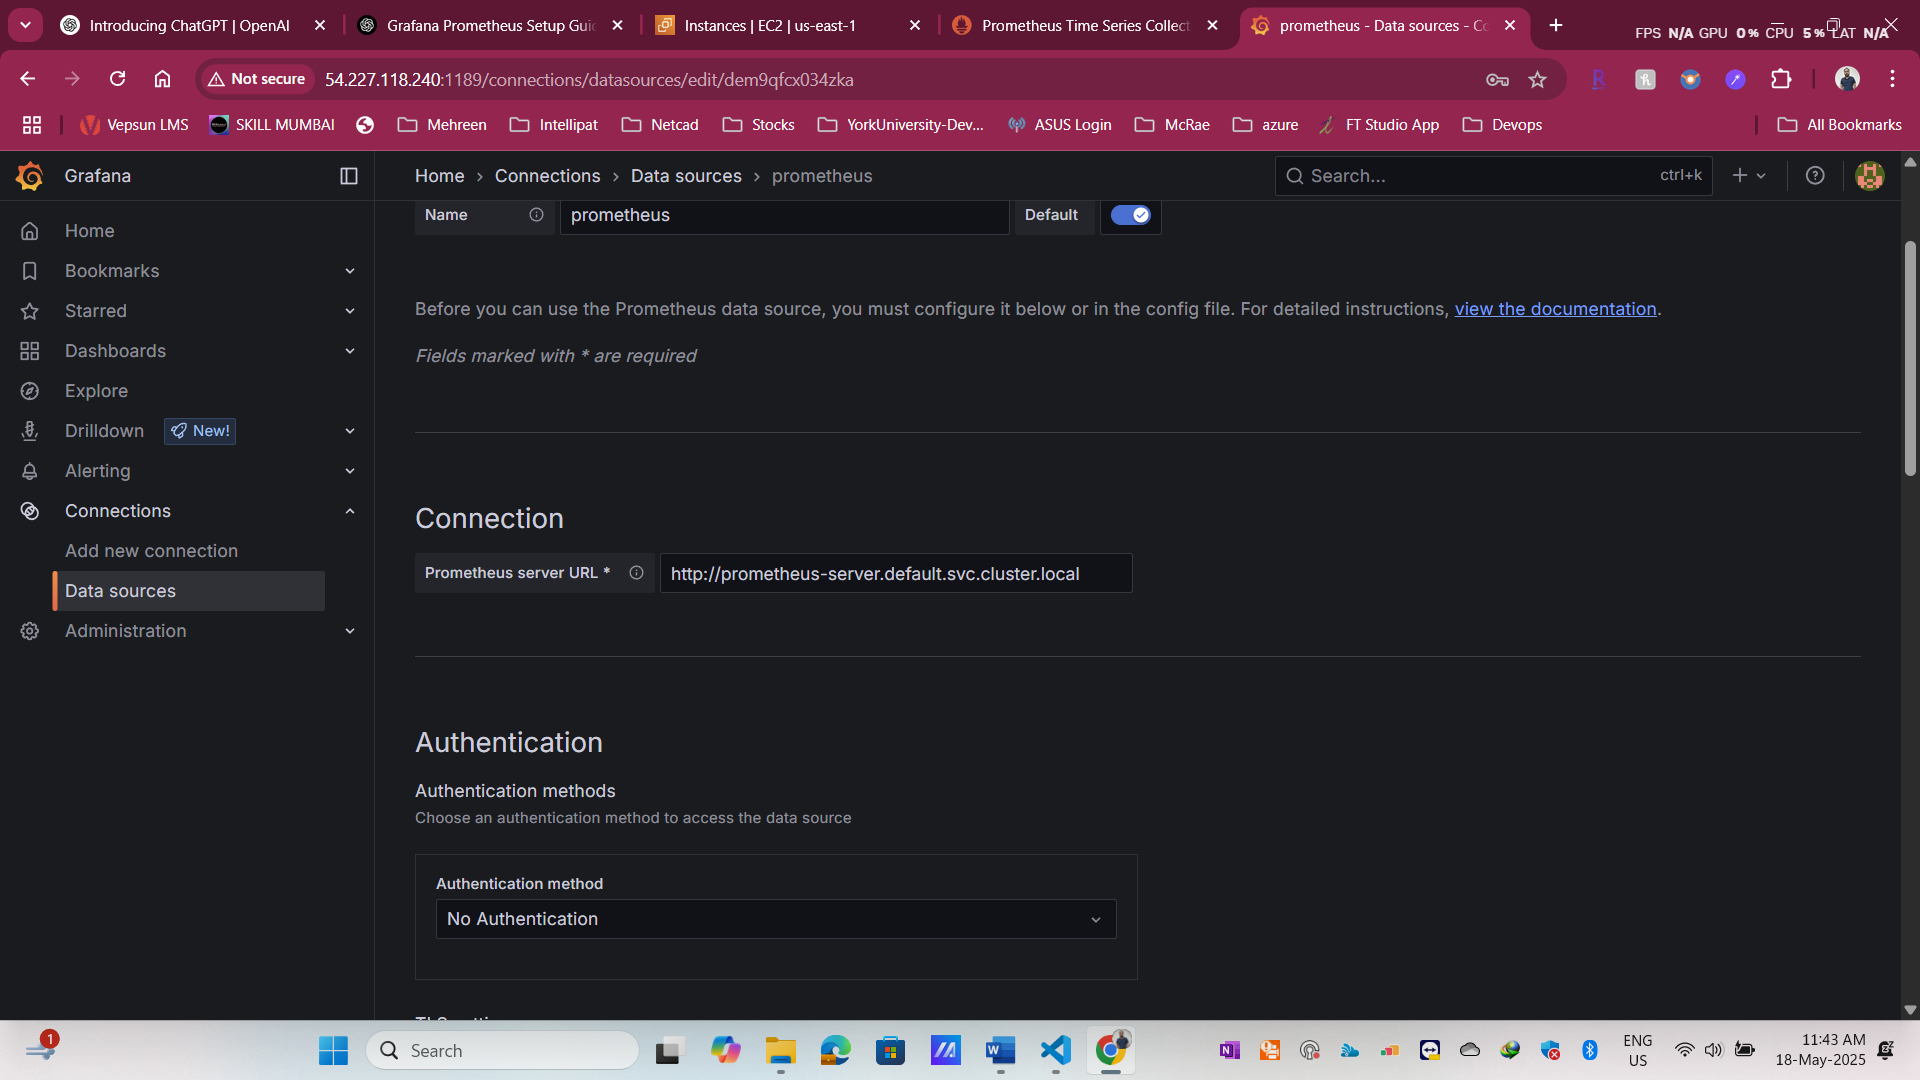 Introducing ChatGPT | OpenAI
Grafana Prometheus Setup Gui
Instances | EC2 | us-east-1
Prometheus Time Series Collect
prometheus - Data sources - Co
FPS N/A GPU 0% CPU 5% LAT N/A
Not secure
54.227.118.240:1189/connections/datasources/edit/dem9qfcx034zka
Vepsun LMS
SKILL MUMBAI
Mehreen
Intellipat
Netcad
Stocks
YorkUniversity-Dev...
ASUS Login
McRae
azure
FT Studio App
Devops
All Bookmarks
Grafana
Home › Connections › Data sources › prometheus
Search...
ctrl+k
Home
Bookmarks
Starred
Dashboards
Explore
Drilldown
New!
Alerting
Connections
Add new connection
Data sources
Administration
Name
prometheus
Default
Before you can use the Prometheus data source, you must configure it below or in the config file. For detailed instructions, view the documentation.
Fields marked with * are required
Connection
Prometheus server URL *
http://prometheus-server.default.svc.cluster.local
Authentication
Authentication methods
Choose an authentication method to access the data source
Authentication method
No Authentication
1
Search
ENG
US
11:43 AM
18-May-2025